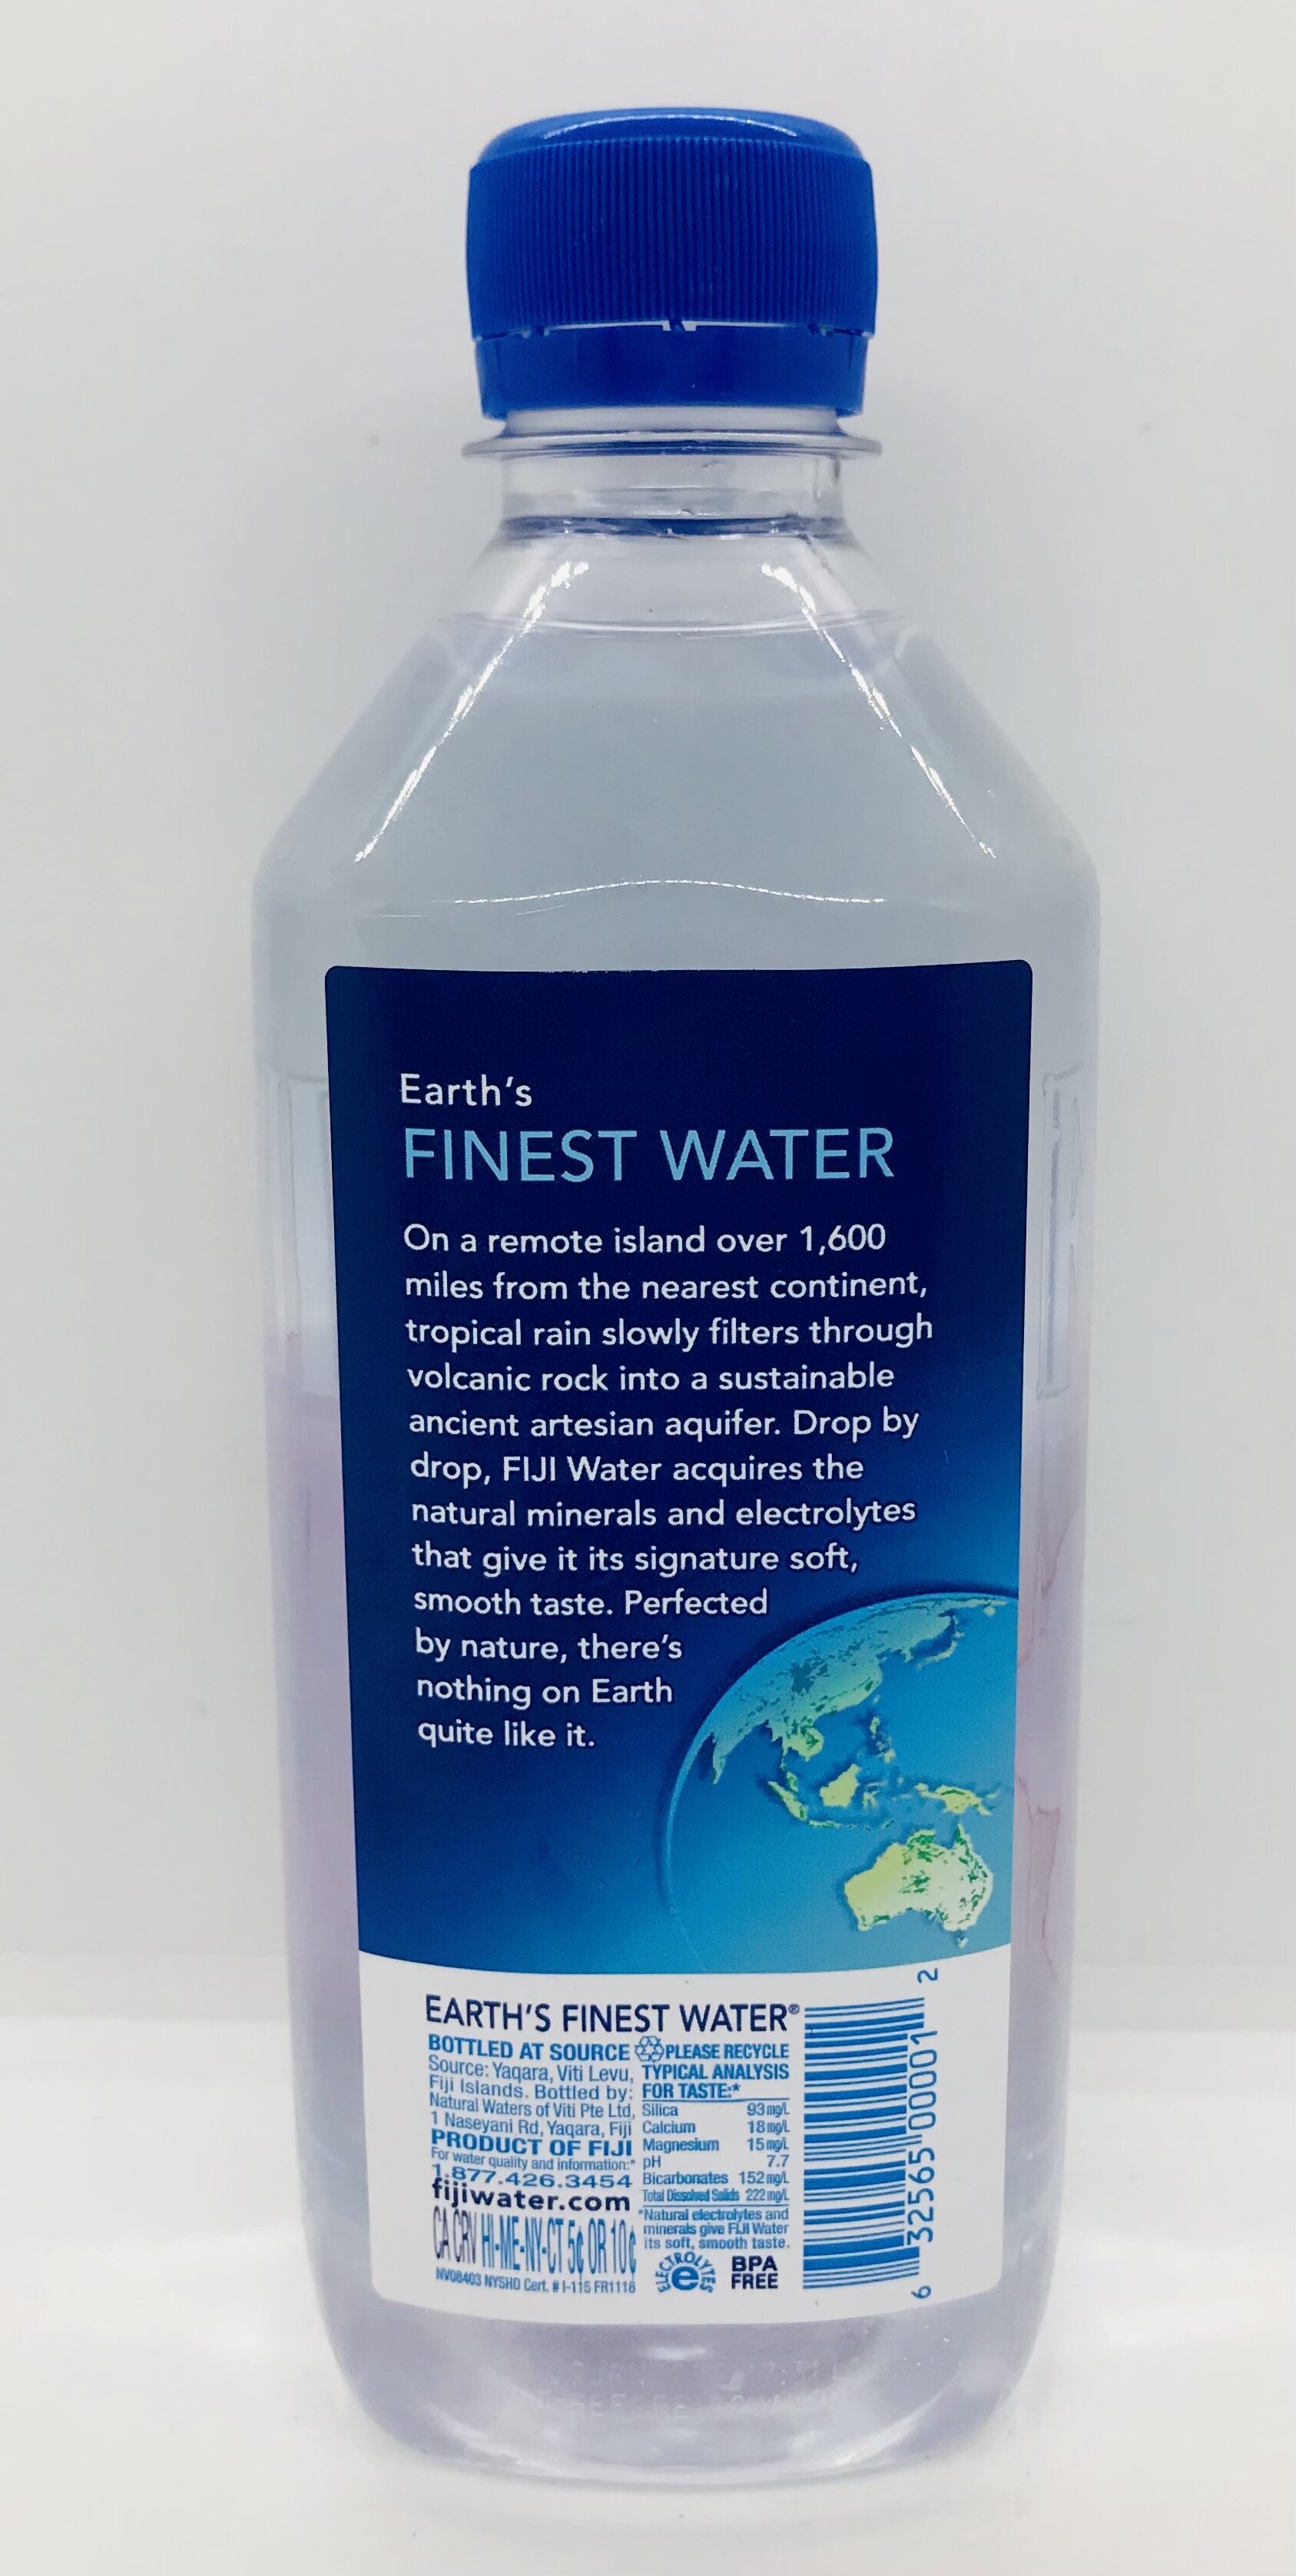 Earth's
FINEST WATER
On a remote island over 1,600
miles from the nearest continent,
tropical rain slowly filters through
volcanic rock into a sustainable
ancient artesian aquifer. Drop by
drop, FIJI Water acquires the
natural minerals and electrolytes
that give it its signature soft,
smooth taste. Perfected
by nature, there's
nothing on Earth
quite like it.
EARTH'S FINEST WATER®
BOTTLED AT SOURCE
Source: Yaqara, Viti Levu,
Fiji Islands. Bottled by:
Natural Waters of Viti Pte Ltd,
1 Naseyani Rd, Yaqara, Fiji
PRODUCT OF FIJI
For water quality and information:*
1.877.426.3454
fijiwater.com
CA CRV HI-ME-NY-CT 5¢ OR 10¢
NV08403 NYSHD Cert. # I-115 FR1118
PLEASE RECYCLE
TYPICAL ANALYSIS
FOR TASTE:*
Silica 93 mg/L
Calcium 18 mg/L
Magnesium 15 mg/L
pH 7.7
Bicarbonates 152 mg/L
Total Dissolved Solids 222 mg/L
*Natural electrolytes and
minerals give FIJI Water
its soft, smooth taste.
ELECTROLYTES
e
BPA
FREE
6 32565 00001 2